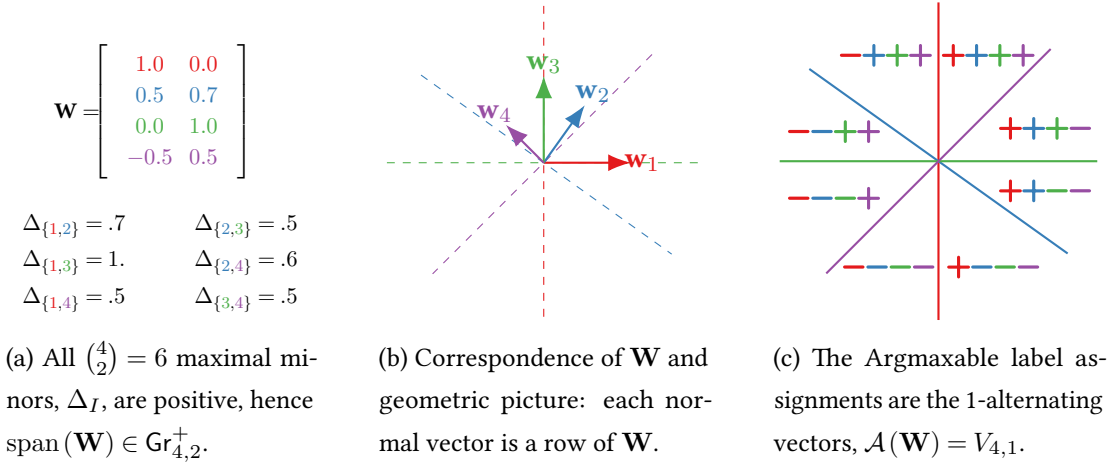 W = [ 1.0 0.0
0.5 0.7
0.0 1.0
−0.5 0.5 ]
Δ{1,2} = .7 Δ{2,3} = .5
Δ{1,3} = 1. Δ{2,4} = .6
Δ{1,4} = .5 Δ{3,4} = .5
(a) All (4 2) = 6 maximal mi-
nors, Δ_I, are positive, hence
span (W) ∈ Gr⁺₄,₂.
w₃
w₂
w₄
w₁
(b) Correspondence of W and
geometric picture: each nor-
mal vector is a row of W.
−+++ ++++
−−++ +++−
−−−+ ++−−
−−−− +−−−
(c) The Argmaxable label as-
signments are the 1-alternating
vectors, 𝒜(W) = V₄,₁.